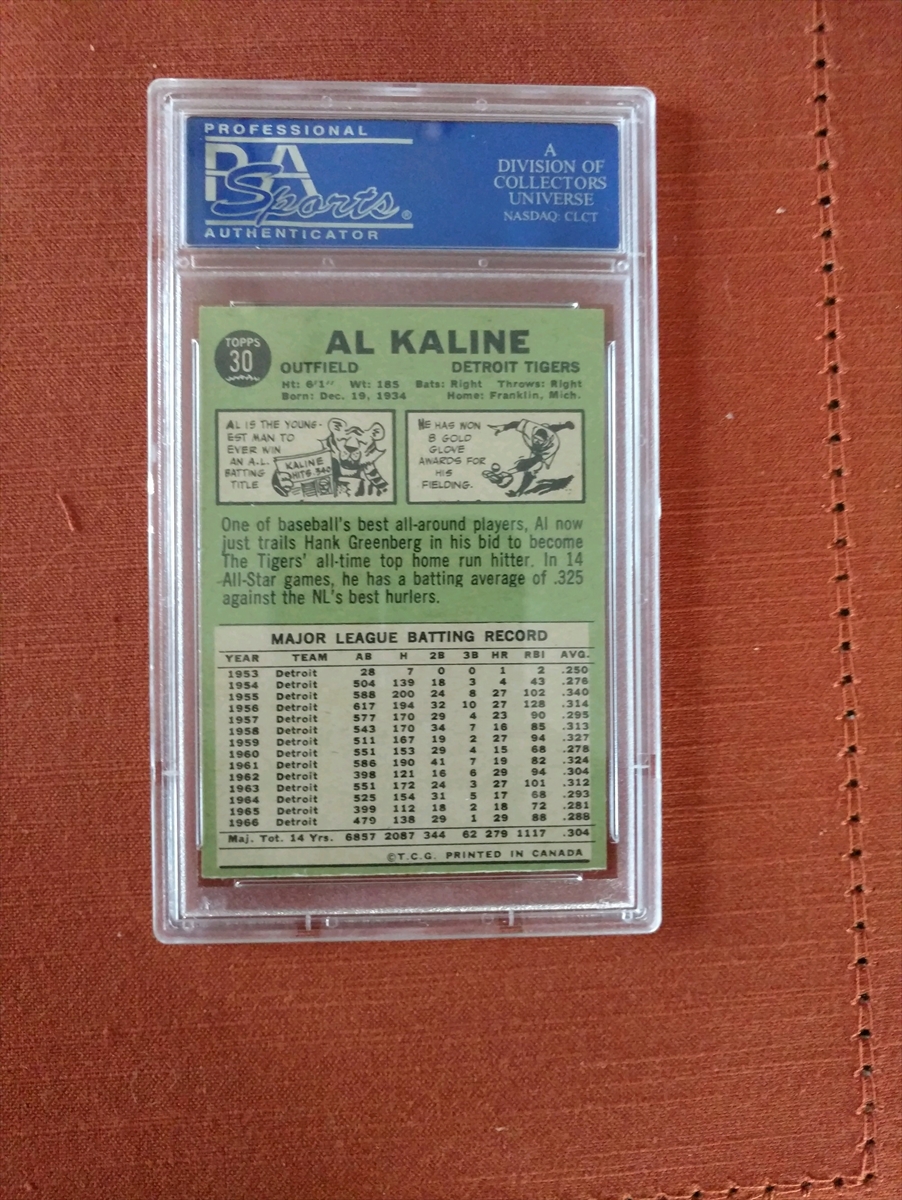 PROFESSIONAL
PSA
Sports®
AUTHENTICATOR
A
DIVISION OF
COLLECTORS
UNIVERSE
NASDAQ: CLCT
TOPPS
30
AL KALINE
OUTFIELD DETROIT TIGERS
Ht: 6'1" Wt: 185 Bats: Right Throws: Right
Born: Dec. 19, 1934 Home: Franklin, Mich.
AL IS THE YOUNG-
EST MAN TO
EVER WIN
AN A.L.
BATTING
TITLE
KALINE
HITS .340
HE HAS WON
8 GOLD
GLOVE
AWARDS FOR
HIS
FIELDING.
One of baseball's best all-around players, Al now
just trails Hank Greenberg in his bid to become
The Tigers' all-time top home run hitter. In 14
All-Star games, he has a batting average of .325
against the NL's best hurlers.
MAJOR LEAGUE BATTING RECORD
YEAR TEAM AB H 2B 3B HR RBI AVG.
1953 Detroit 28 7 0 0 1 2 .250
1954 Detroit 504 139 18 3 4 43 .276
1955 Detroit 588 200 24 8 27 102 .340
1956 Detroit 617 194 32 10 27 128 .314
1957 Detroit 577 170 29 4 23 90 .295
1958 Detroit 543 170 34 7 16 85 .313
1959 Detroit 511 167 19 2 27 94 .327
1960 Detroit 551 153 29 4 15 68 .278
1961 Detroit 586 190 41 7 19 82 .324
1962 Detroit 398 121 16 6 29 94 .304
1963 Detroit 551 172 24 3 27 101 .312
1964 Detroit 525 154 31 5 17 68 .293
1965 Detroit 399 112 18 2 18 72 .281
1966 Detroit 479 138 29 1 29 88 .288
Maj. Tot. 14 Yrs. 6857 2087 344 62 279 1117 .304
©T.C.G. PRINTED IN CANADA